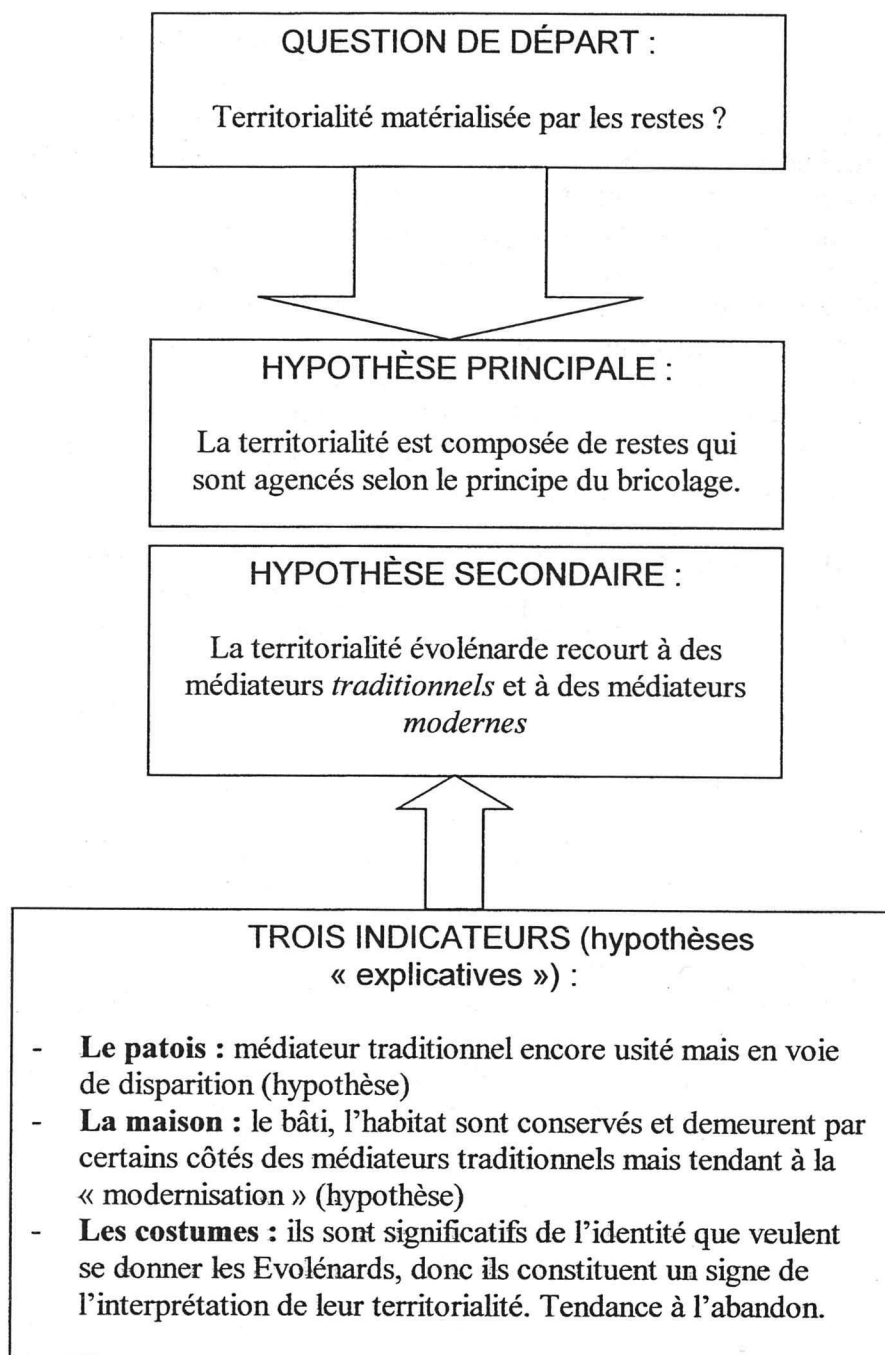 QUESTION DE DÉPART :
Territorialité matérialisée par les restes ?
HYPOTHÈSE PRINCIPALE :
La territorialité est composée de restes qui
sont agencés selon le principe du bricolage.
HYPOTHÈSE SECONDAIRE :
La territorialité évolénarde recourt à des
médiateurs traditionnels et à des médiateurs
modernes
TROIS INDICATEURS (hypothèses
« explicatives ») :
- Le patois : médiateur traditionnel encore usité mais en voie
de disparition (hypothèse)
- La maison : le bâti, l'habitat sont conservés et demeurent par
certains côtés des médiateurs traditionnels mais tendant à la
« modernisation » (hypothèse)
- Les costumes : ils sont significatifs de l'identité que veulent
se donner les Evolénards, donc ils constituent un signe de
l'interprétation de leur territorialité. Tendance à l'abandon.